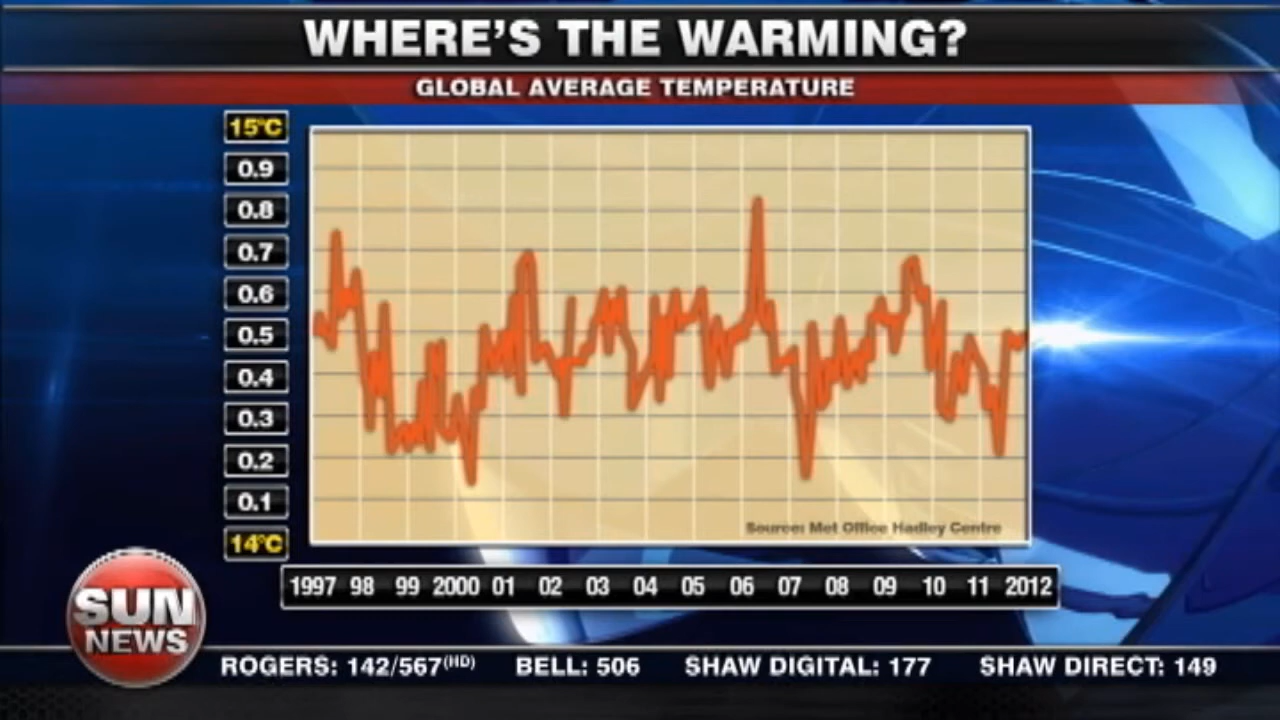 WHERE'S THE WARMING?
GLOBAL AVERAGE TEMPERATURE
15°C
0.9
0.8
0.7
0.6
0.5
0.4
0.3
0.2
0.1
14°C
Source: Met Office Hadley Centre
1997 98 99 2000 01 02 03 04 05 06 07 08 09 10 11 2012
SUN
NEWS
ROGERS: 142/567(HD) BELL: 506 SHAW DIGITAL: 177 SHAW DIRECT: 149